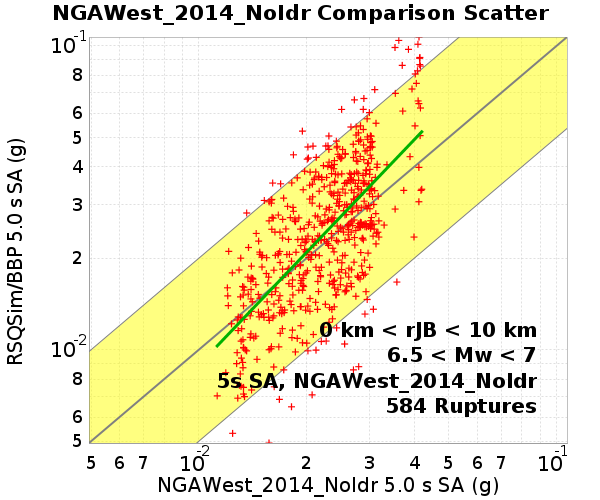 NGAWest_2014_NoIdr Comparison Scatter
10-1
8
6
5
4
3
2
10-2
8
6
5
RSQSim/BBP 5.0 s SA (g)
0 km < rJB < 10 km
6.5 < Mw < 7
5s SA, NGAWest_2014_NoIdr
584 Ruptures
5 6 7 10-2 2 3 4 5 6 7 10-1
NGAWest_2014_NoIdr 5.0 s SA (g)